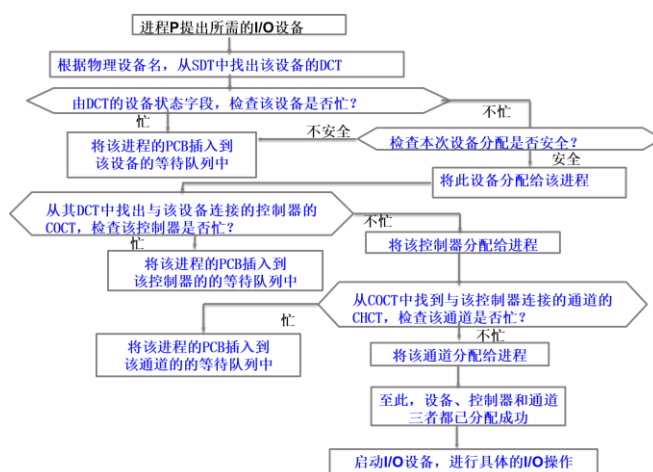 进程P提出所需的I/O设备
根据物理设备名，从SDT中找出该设备的DCT
由DCT的设备状态字段，检查该设备是否忙？
忙
不忙
将该进程的PCB插入到
该设备的等待队列中
不安全
检查本次设备分配是否安全？
安全
将此设备分配给该进程
从其DCT中找出与该设备连接的控制器的
COCT，检查该控制器是否忙？
不忙
忙
将该控制器分配给进程
将该进程的PCB插入到
该控制器的的等待队列中
从COCT中找到与该控制器连接的通道的
CHCT，检查该通道是否忙？
忙
不忙
将该进程的PCB插入到
该通道的的等待队列中
将该通道分配给进程
至此，设备、控制器和通道
三者都已分配成功
启动I/O设备，进行具体的I/O操作